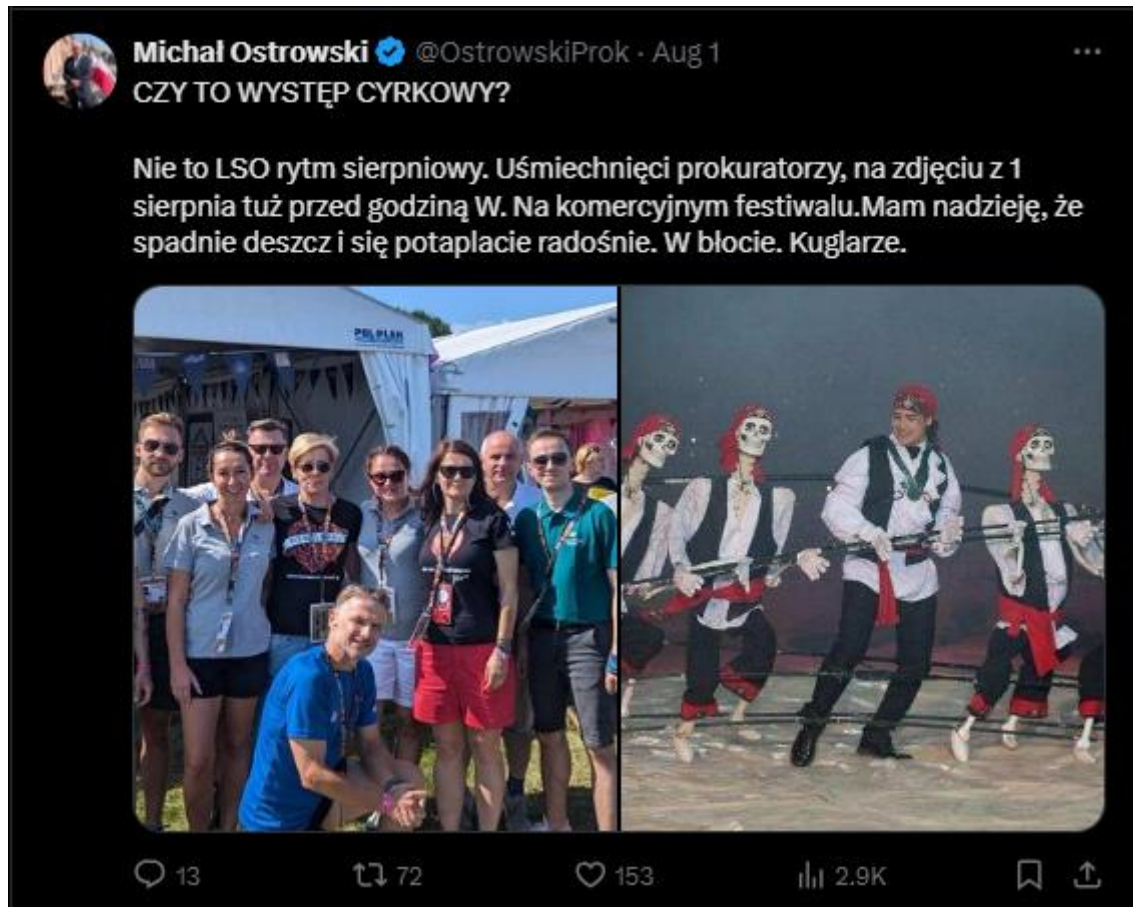 Michał Ostrowski @OstrowskiProk · Aug 1
CZY TO WYSTĘP CYRKOWY?
Nie to LSO rytm sierpniowy. Uśmiechnięci prokuratorzy, na zdjęciu z 1
sierpnia tuż przed godziną W. Na komercyjnym festiwalu.Mam nadzieję, że
spadnie deszcz i się potaplacie radośnie. W błocie. Kuglarze.
POL-PLAN
13 72 153 2.9K